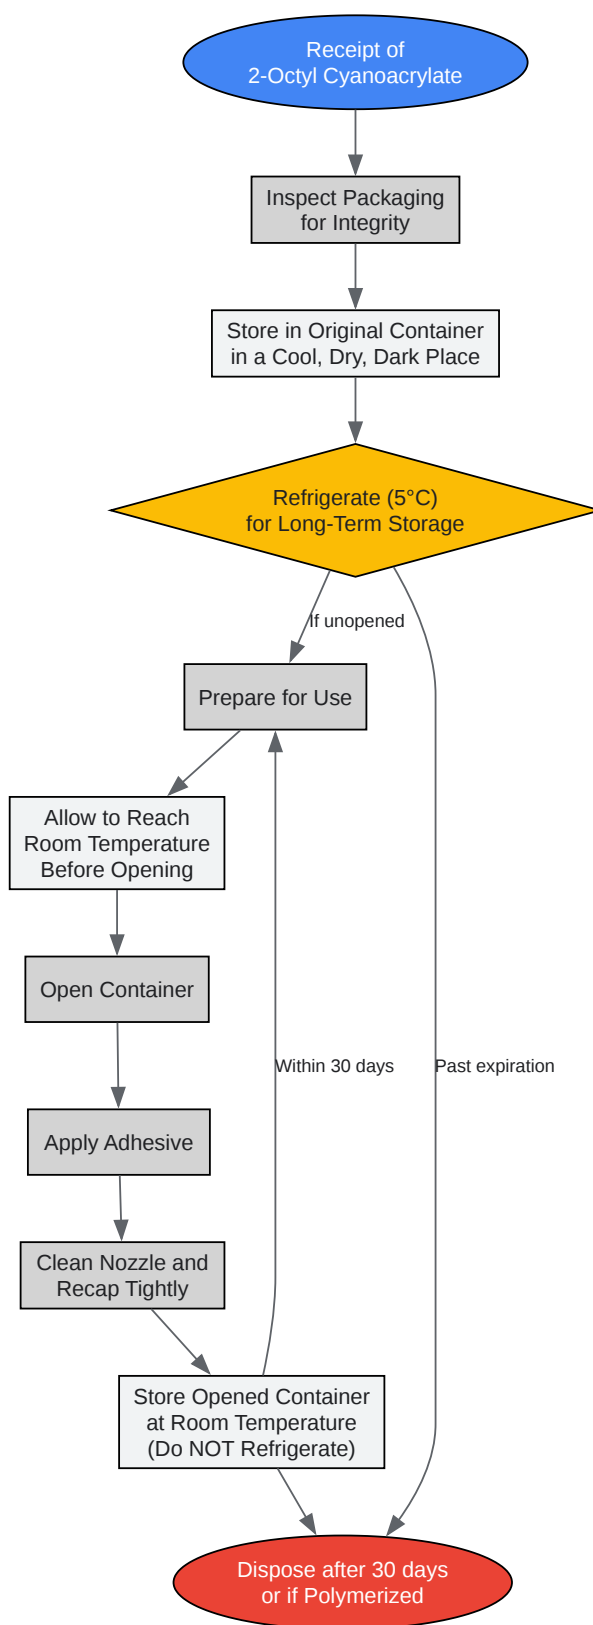 Receipt of
2-Octyl Cyanoacrylate
Inspect Packaging
for Integrity
Store in Original Container
in a Cool, Dry, Dark Place
Refrigerate (5°C)
for Long-Term Storage
If unopened
Prepare for Use
Allow to Reach
Room Temperature
Before Opening
Open Container
Within 30 days
Past expiration
Apply Adhesive
Clean Nozzle and
Recap Tightly
Store Opened Container
at Room Temperature
(Do NOT Refrigerate)
Dispose after 30 days
or if Polymerized